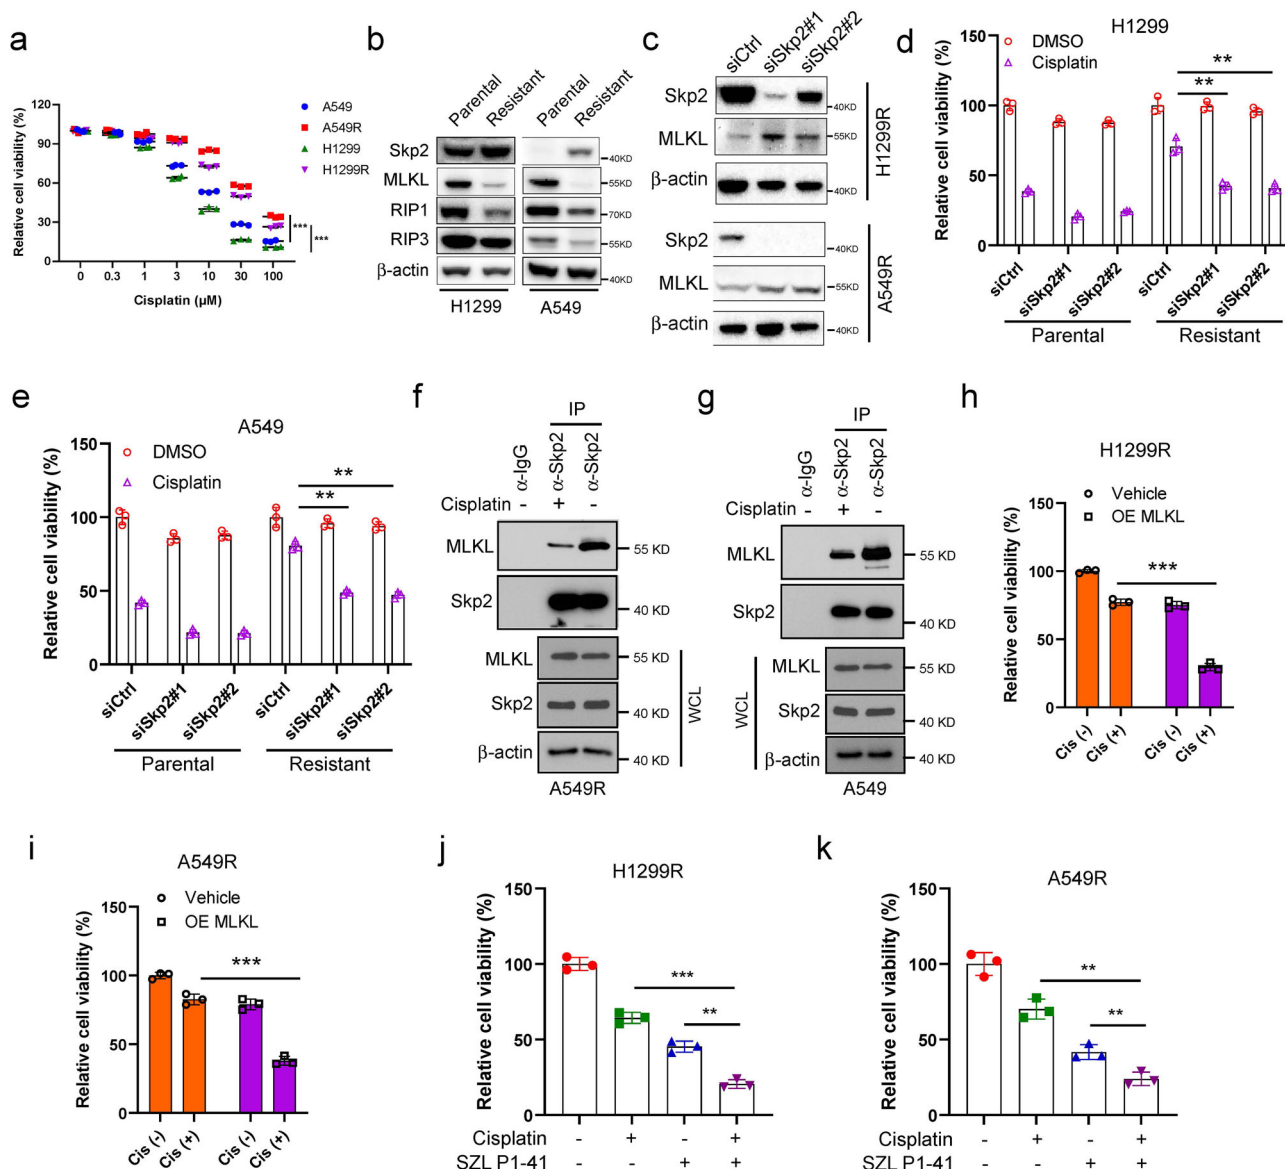 a
Relative cell viability (%)
120
90
60
30
0
0 0.3 1 3 10 30 100
Cisplatin (µM)
A549
A549R
H1299
H1299R
***
***
b
Parental Resistant Parental Resistant
Skp2
40KD
MLKL
55KD
RIP1
70KD
RIP3
55KD
β-actin
40KD
H1299 A549
c
siCtrl siSkp2#1 siSkp2#2
Skp2
40KD
MLKL
55KD
β-actin
40KD
H1299R
Skp2
40KD
MLKL
55KD
β-actin
40KD
A549R
d
H1299
Relative cell viability (%)
150
100
50
0
DMSO
Cisplatin
**
**
siCtrl siSkp2#1 siSkp2#2 siCtrl siSkp2#1 siSkp2#2
Parental Resistant
e
A549
Relative cell viability (%)
150
100
50
0
DMSO
Cisplatin
**
**
siCtrl siSkp2#1 siSkp2#2 siCtrl siSkp2#1 siSkp2#2
Parental Resistant
f
IP
α-IgG α-Skp2 α-Skp2
Cisplatin - + -
MLKL 55 KD
Skp2 40 KD
MLKL 55 KD
Skp2 40 KD
β-actin 40 KD
WCL
A549R
g
IP
α-IgG α-Skp2 α-Skp2
Cisplatin - + -
MLKL 55 KD
Skp2 40 KD
MLKL 55 KD
Skp2 40 KD
β-actin 40 KD
WCL
A549
h
H1299R
Relative cell viability (%)
150
100
50
0
Vehicle
OE MLKL
***
Cis (-) Cis (+) Cis (-) Cis (+)
i
A549R
Relative cell viability (%)
150
100
50
0
Vehicle
OE MLKL
***
Cis (-) Cis (+) Cis (-) Cis (+)
j
H1299R
Relative cell viability (%)
150
100
50
0
***
**
Cisplatin - + - +
SZL P1-41 - - + +
k
A549R
Relative cell viability (%)
150
100
50
0
**
**
Cisplatin - + - +
SZL P1-41 - - + +